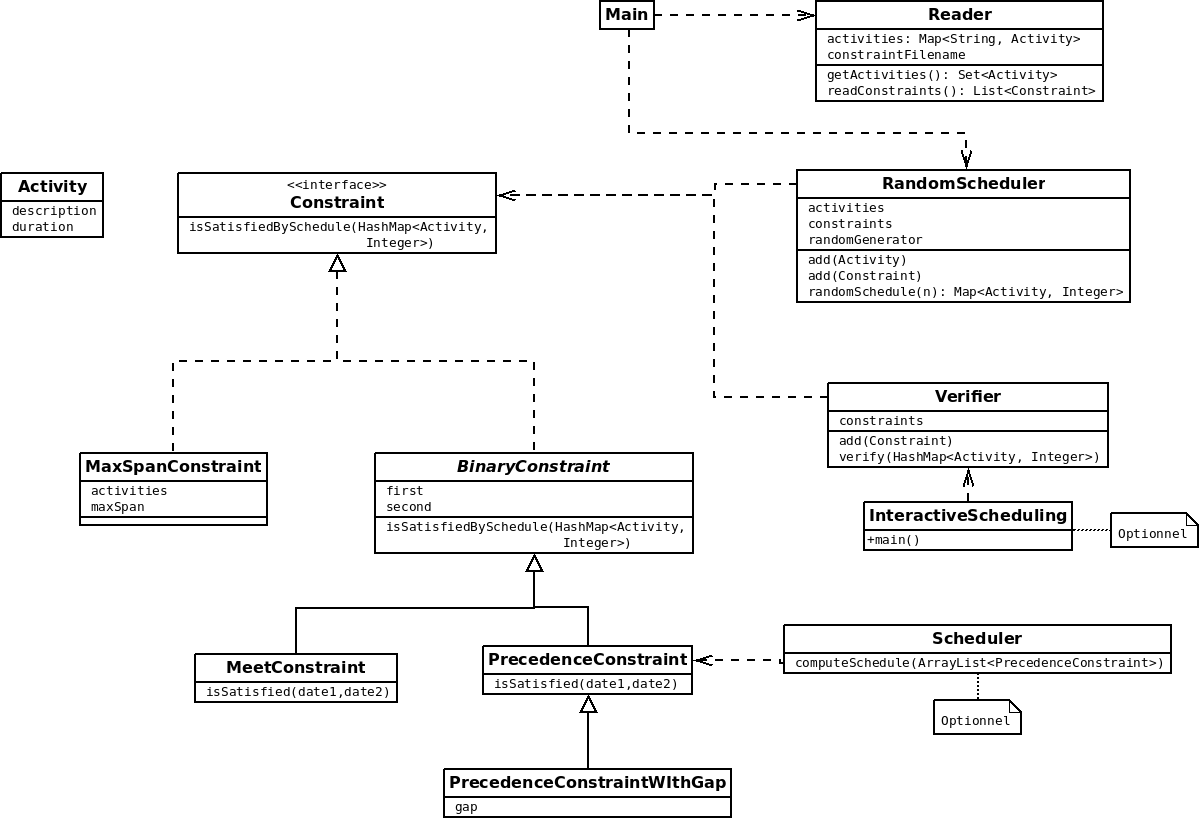 Main
Reader
activities: Map<String, Activity>
constraintFilename
getActivities(): Set<Activity>
readConstraints(): List<Constraint>
Activity
description
duration
<<interface>>
Constraint
isSatisfiedBySchedule(HashMap<Activity,
Integer>)
RandomScheduler
activities
constraints
randomGenerator
add(Activity)
add(Constraint)
randomSchedule(n): Map<Activity, Integer>
Verifier
constraints
add(Constraint)
verify(HashMap<Activity, Integer>)
MaxSpanConstraint
activities
maxSpan
BinaryConstraint
first
second
isSatisfiedBySchedule(HashMap<Activity,
Integer>)
InteractiveScheduling
+main()
Optionnel
MeetConstraint
isSatisfied(date1,date2)
PrecedenceConstraint
isSatisfied(date1,date2)
Scheduler
computeSchedule(ArrayList<PrecedenceConstraint>)
Optionnel
PrecedenceConstraintWIthGap
gap